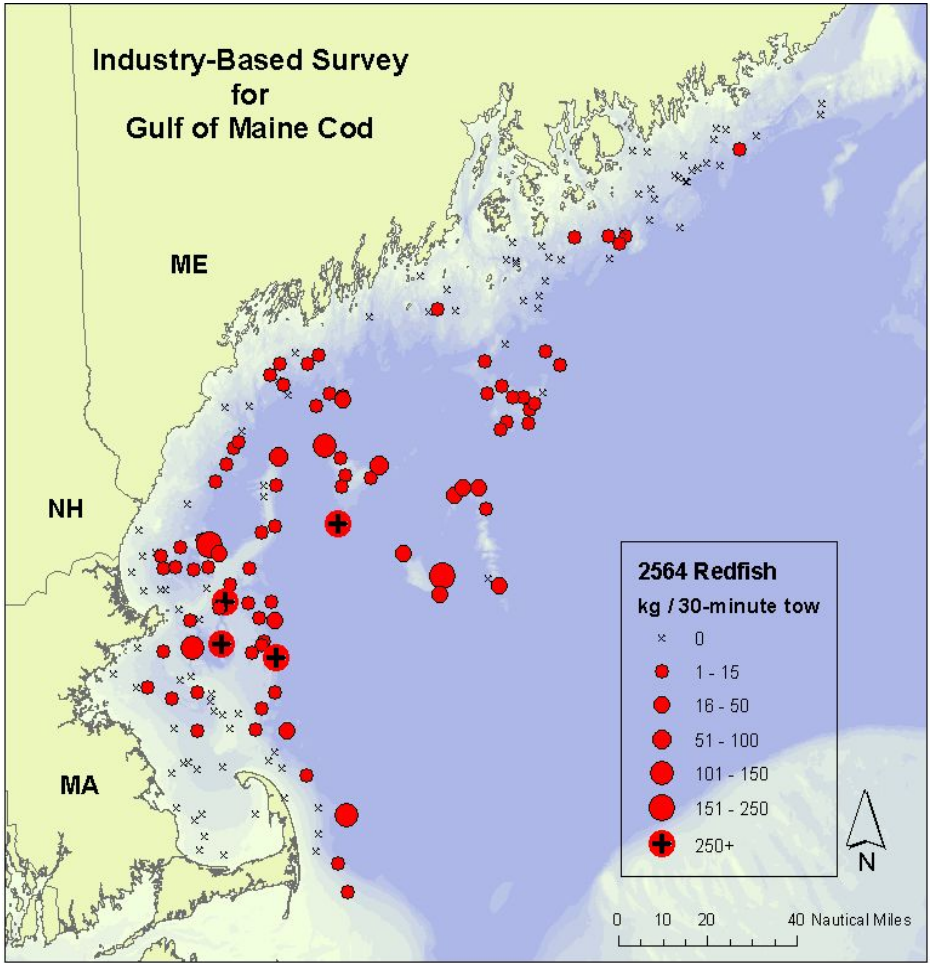 Industry-Based Survey
for
Gulf of Maine Cod
ME
NH
MA
2564 Redfish
kg / 30-minute tow
0
1 - 15
16 - 50
51 - 100
101 - 150
151 - 250
250+
N
0 10 20 40 Nautical Miles